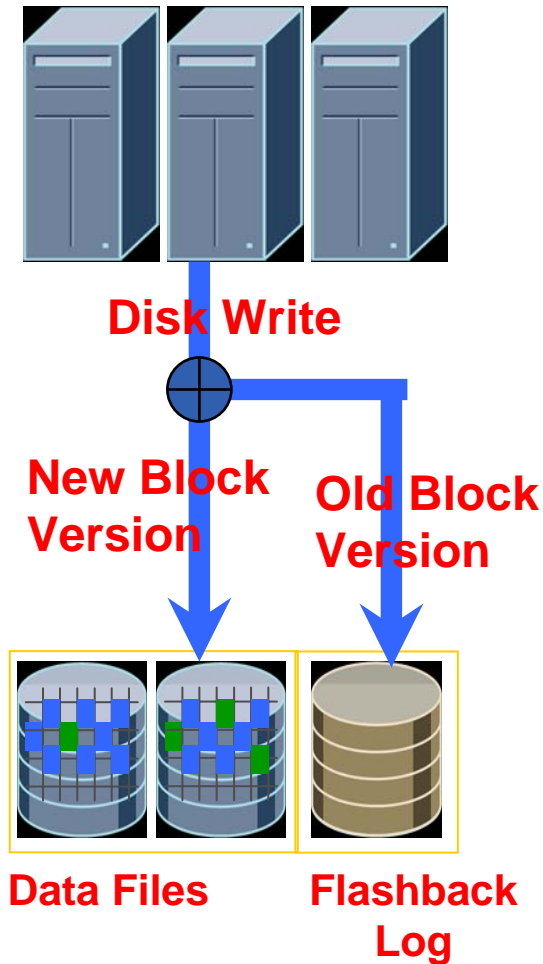 Disk Write
New Block
Version
Old Block
Version
Data Files
Flashback
Log